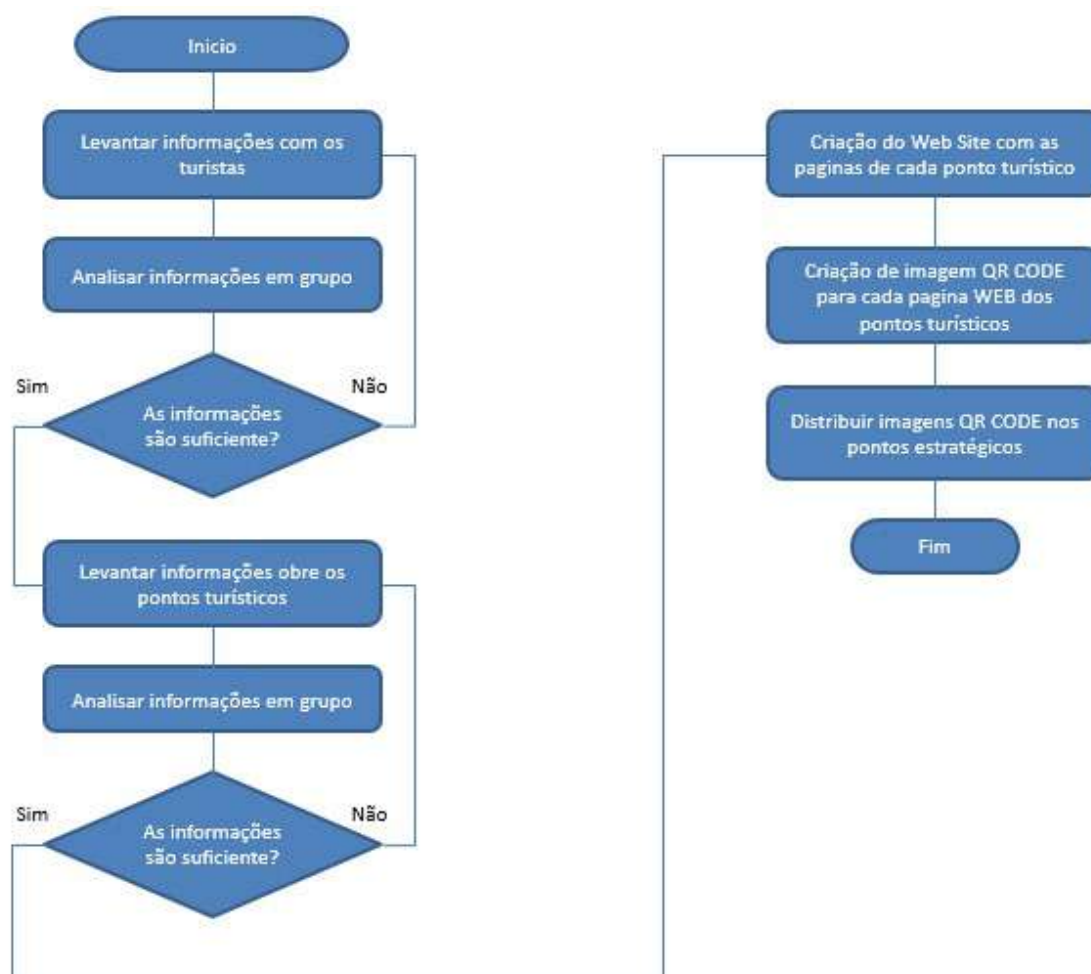 Inicio
Levantar informações com os
turistas
Analisar informações em grupo
Sim
Não
As informações
são suficiente?
Levantar informações obre os
pontos turísticos
Analisar informações em grupo
Sim
Não
As informações
são suficiente?
Criação do Web Site com as
paginas de cada ponto turístico
Criação de imagem QR CODE
para cada pagina WEB dos
pontos turísticos
Distribuir imagens QR CODE nos
pontos estratégicos
Fim